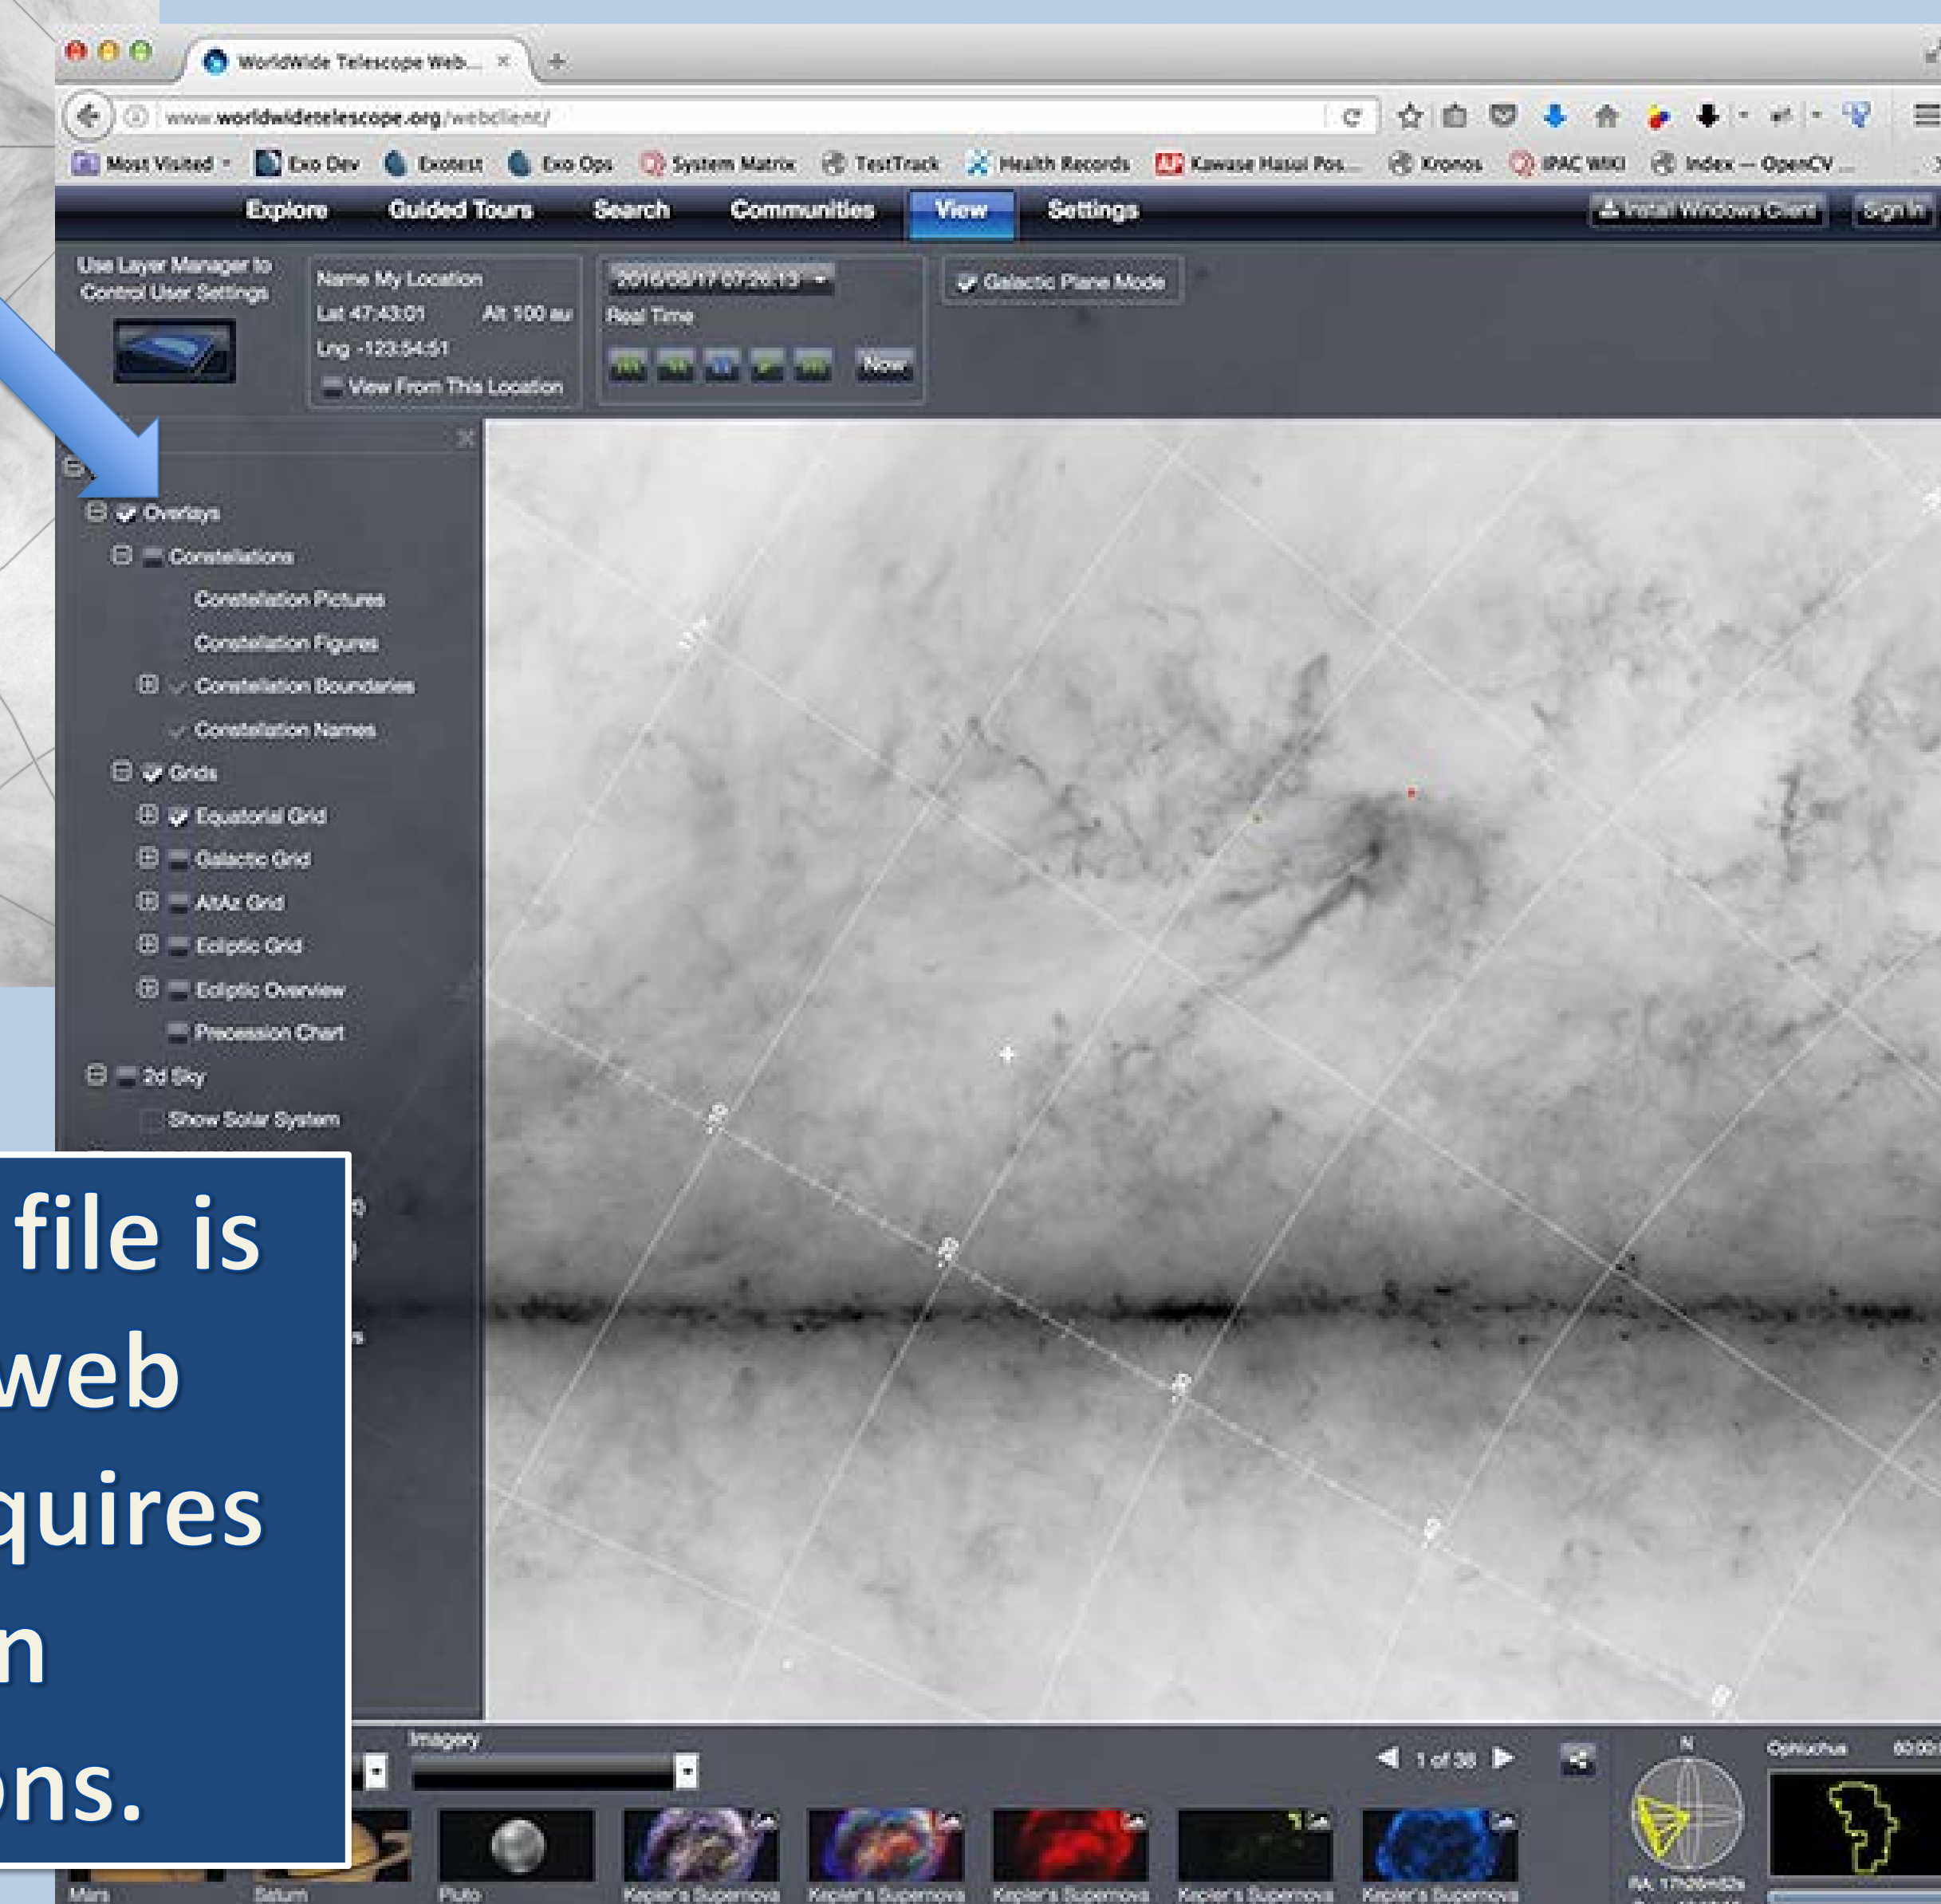 WorldWide Telescope Web...
www.worldwidetelescope.org/webclient/
Most Visited Exo Dev Exotest Exo Ops System Matrix TestTrack Health Records Kawase Hasui Pos... Kronos IPAC WIKI Index — OpenCV ...
Explore Guided Tours Search Communities View Settings Install Windows Client Sign In
Use Layer Manager to
Control User Settings
Name My Location
Lat 47:43:01 Alt 100 au
Lng -123:54:51
View From This Location
2016/08/17 07:26:13
Real Time
Now
Galactic Plane Mode
Overlays
Constellations
Constellation Pictures
Constellation Figures
Constellation Boundaries
Constellation Names
Grids
Equatorial Grid
Galactic Grid
AltAz Grid
Ecliptic Grid
Ecliptic Overview
Precession Chart
2d Sky
Show Solar System
file is
web
quires
n
ons.
Imagery
1 of 38
N
Ophiuchus
Mars
Saturn
Pluto
Kepler's Supernova
Kepler's Supernova
Kepler's Supernova
Kepler's Supernova
Kepler's Supernova